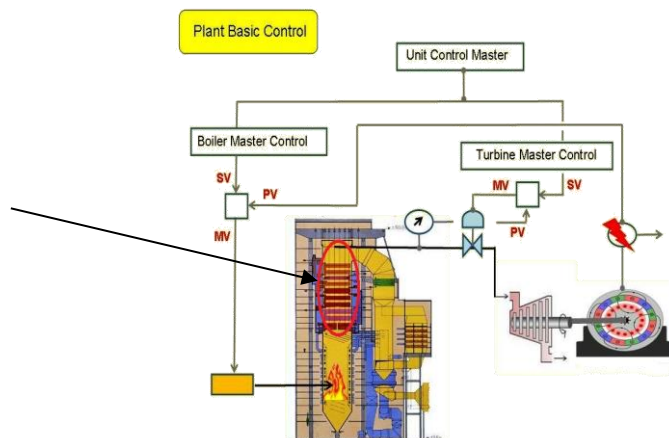 Plant Basic Control
Unit Control Master
Boiler Master Control
Turbine Master Control
SV
PV
MV
MV
SV
PV